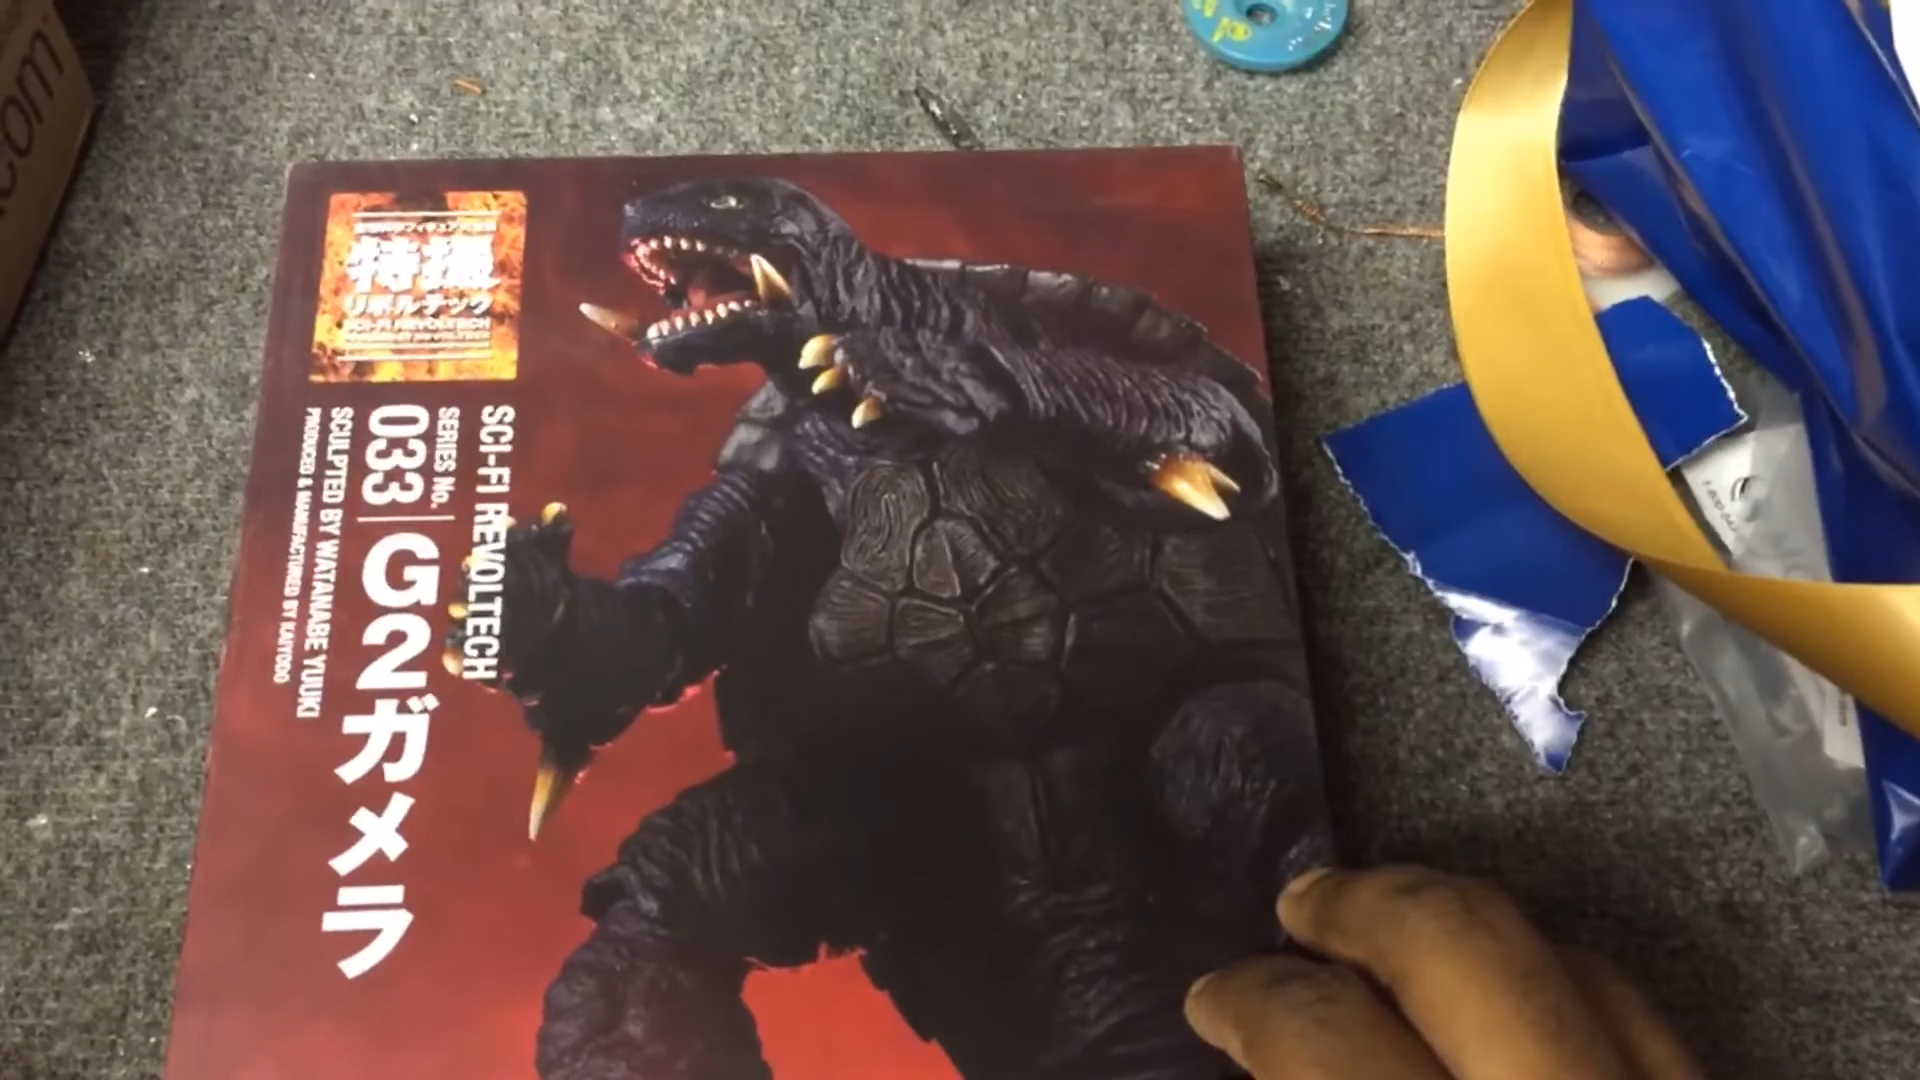 .com
特撮
リボルテック
SCI-FI REVOLTECH
SCI-FI REVOLTECH
SERIES No.
033 G2ガメラ
SCULPTED BY WATANABE YUUKI
PRODUCED & MANUFACTURED BY KAIYODO